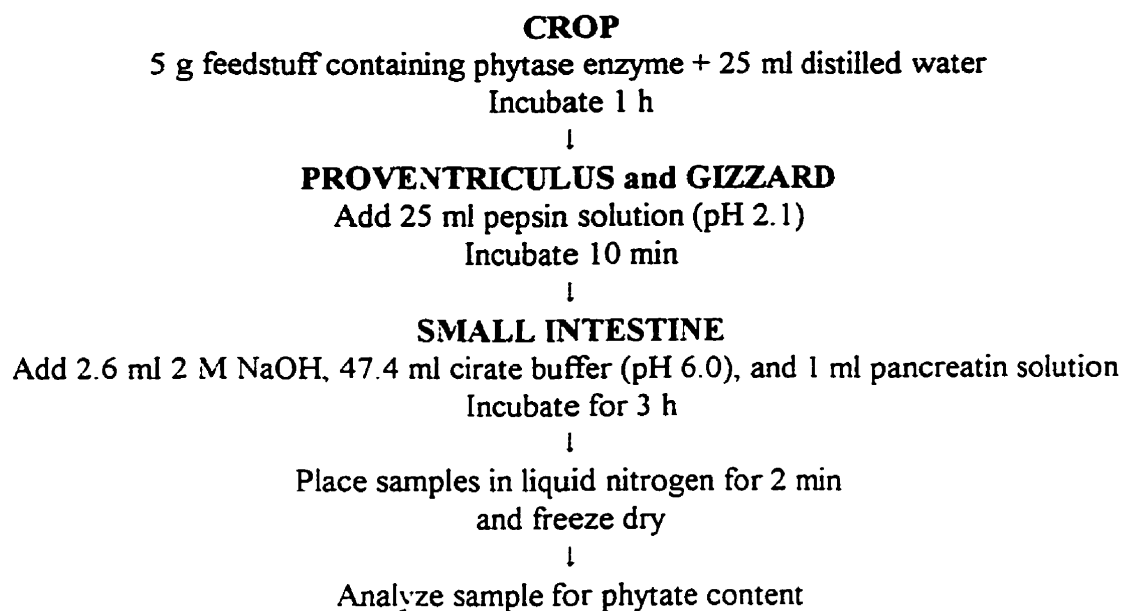 CROP
5 g feedstuff containing phytase enzyme + 25 ml distilled water
Incubate 1 h
↓
PROVENTRICULUS and GIZZARD
Add 25 ml pepsin solution (pH 2.1)
Incubate 10 min
↓
SMALL INTESTINE
Add 2.6 ml 2 M NaOH, 47.4 ml cirate buffer (pH 6.0), and 1 ml pancreatin solution
Incubate for 3 h
↓
Place samples in liquid nitrogen for 2 min
and freeze dry
↓
Analyze sample for phytate content